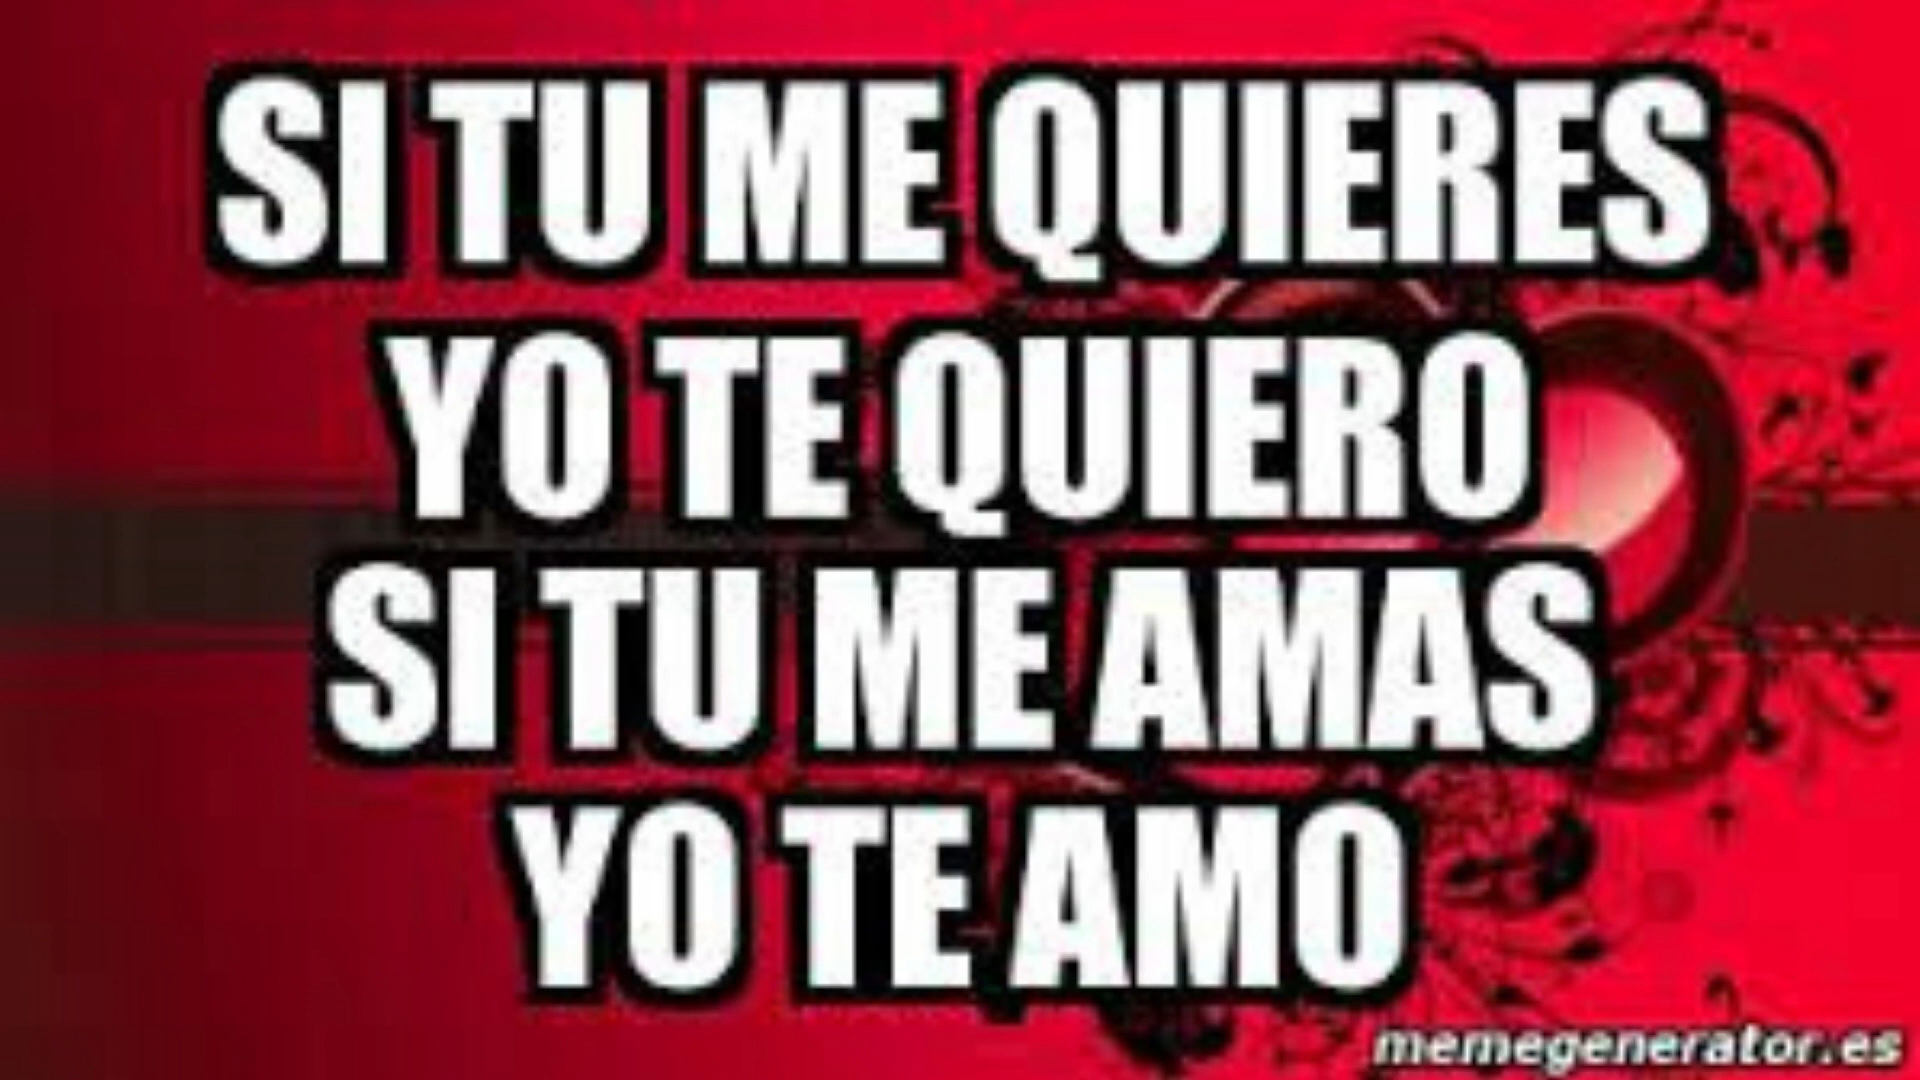 SI TU ME QUIERES
YO TE QUIERO
SI TU ME AMAS
YO TE AMO
memegenerator.es